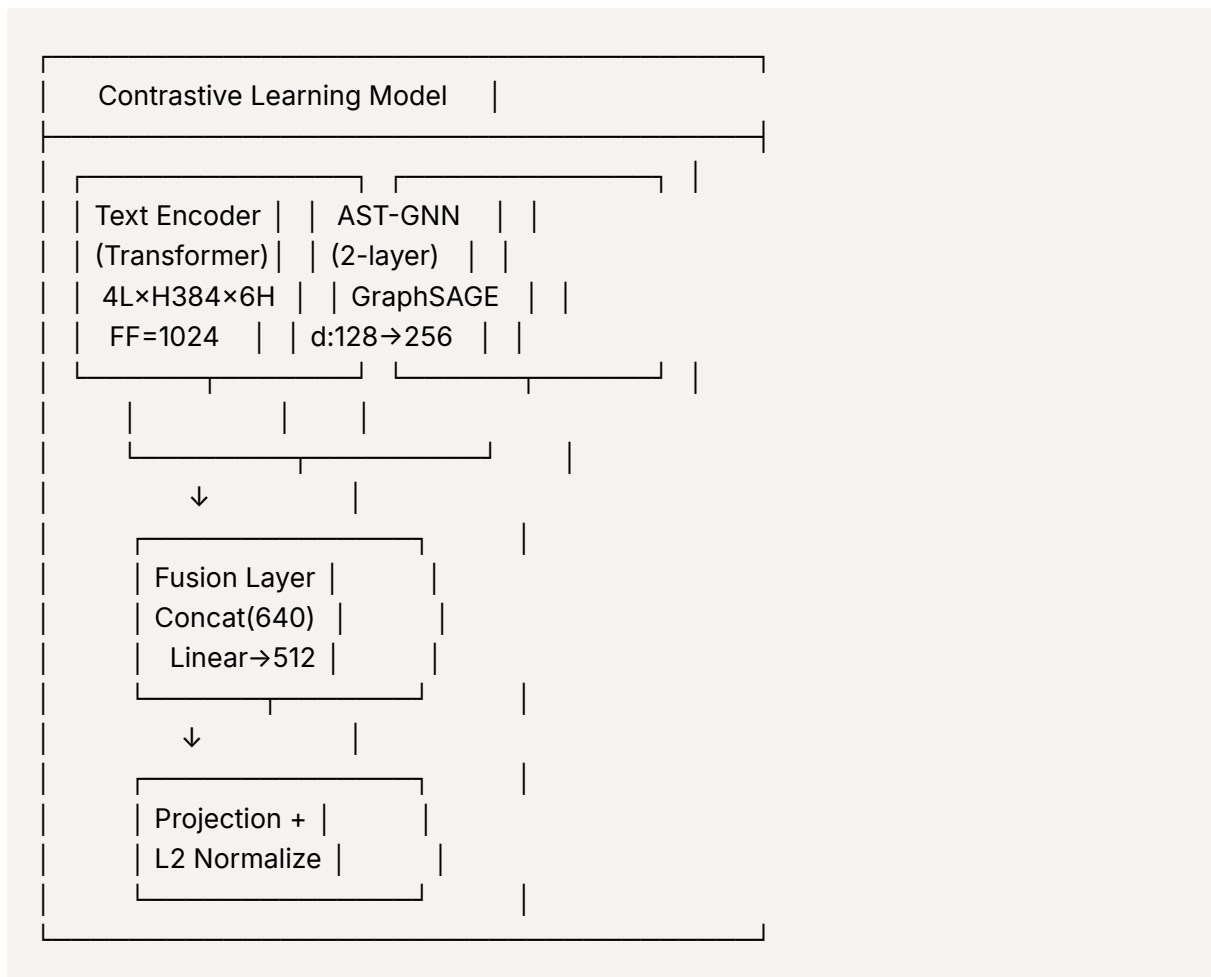 Contrastive Learning Model
Text Encoder AST-GNN
(Transformer) (2-layer)
4L×H384×6H GraphSAGE
FF=1024 d:128→256
↓
Fusion Layer
Concat(640)
Linear→512
↓
Projection +
L2 Normalize